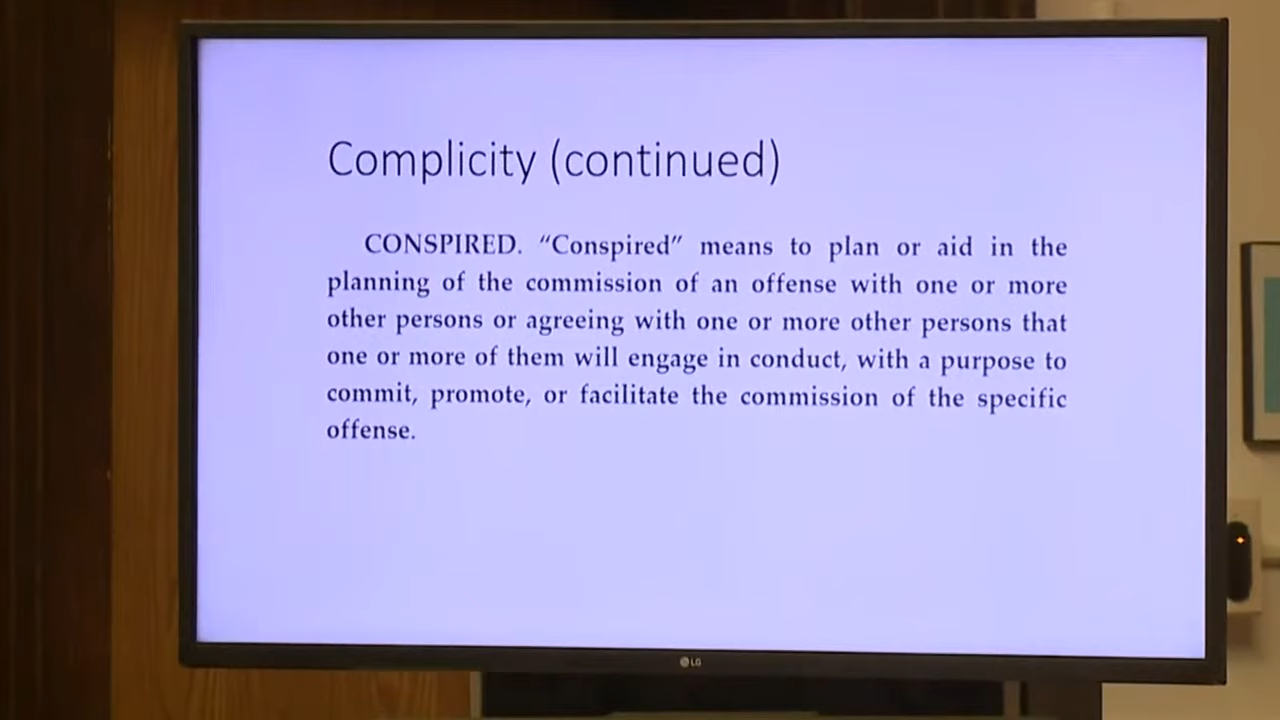 Complicity (continued)
CONSPIRED. “Conspired” means to plan or aid in the
planning of the commission of an offense with one or more
other persons or agreeing with one or more other persons that
one or more of them will engage in conduct, with a purpose to
commit, promote, or facilitate the commission of the specific
offense.
LG